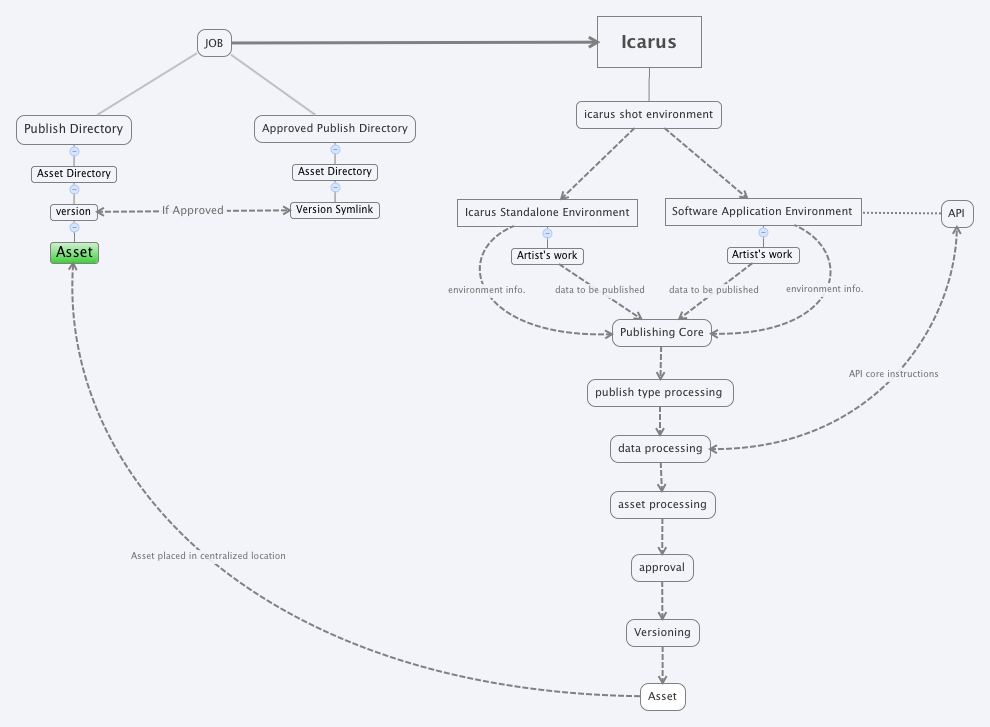 JOB
Icarus
Publish Directory
Approved Publish Directory
icarus shot environment
Asset Directory
Asset Directory
version
If Approved
Version Symlink
Icarus Standalone Environment
Software Application Environment
API
Asset
Artist's work
Artist's work
environment info.
data to be published
data to be published
environment info.
Publishing Core
API core instructions
publish type processing
data processing
asset processing
Asset placed in centralized location
approval
Versioning
Asset